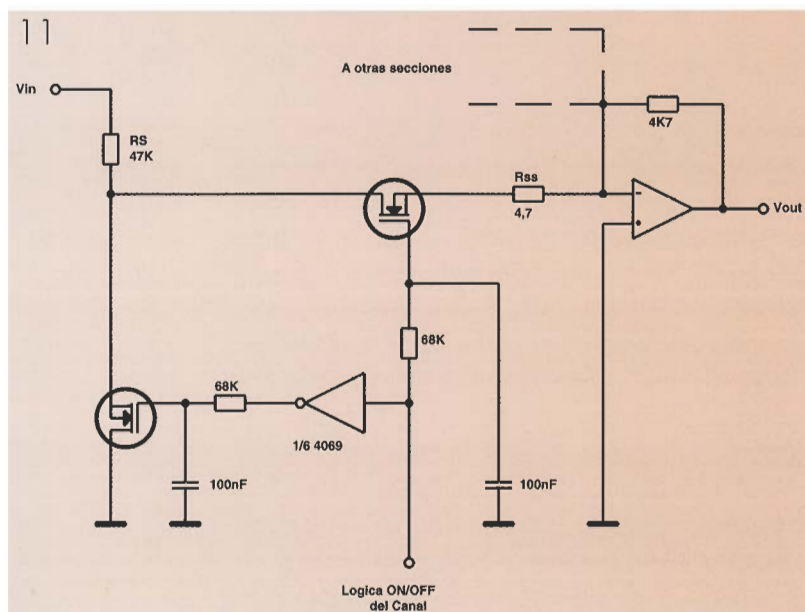 11
A otras secciones
Vin
4K7
RS
47K
Rss
4,7
Vout
68K
68K
1/6 4069
100nF
100nF
Logica ON/OFF
del Canal